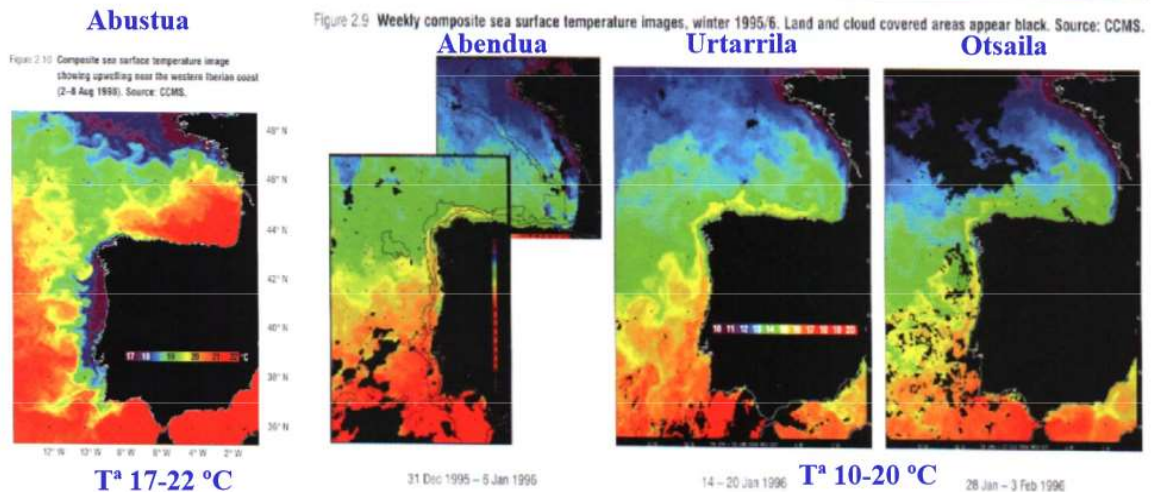 Abustua
Figure 2.9 Weekly composite sea surface temperature images, winter 1995/6. Land and cloud covered areas appear black. Source: CCMS.
Abendua
Urtarrila
Otsaila
Figure 2.10 Composite sea surface temperature image
showing upwelling near the western Iberian coast
(2–8 Aug 1998). Source: CCMS.
48° N
46° N
44° N
42° N
40° N
38° N
36° N
17 18 19 20 21 22 °C
10 11 12 13 14 15 16 17 18 19 20
12° W 10° W 8° W 6° W 4° W 2° W
Tª 17-22 ºC
31 Dec 1995 – 6 Jan 1996
14 – 20 Jan 1996
Tª 10-20 ºC
28 Jan – 3 Feb 1996